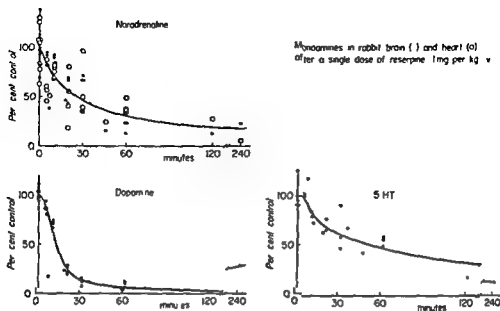 Noradrenaline
Per cent control
100
50
0
0 30 60 120 240
minutes
Monoamines in rabbit brain ( ) and heart (o)
after a single dose of reserpine 1mg per kg v
Dopamine
Per cent control
100
50
0
0 30 60 120 240
minutes
5 HT
Per cent control
100
50
0
0 30 60 120 240
minutes